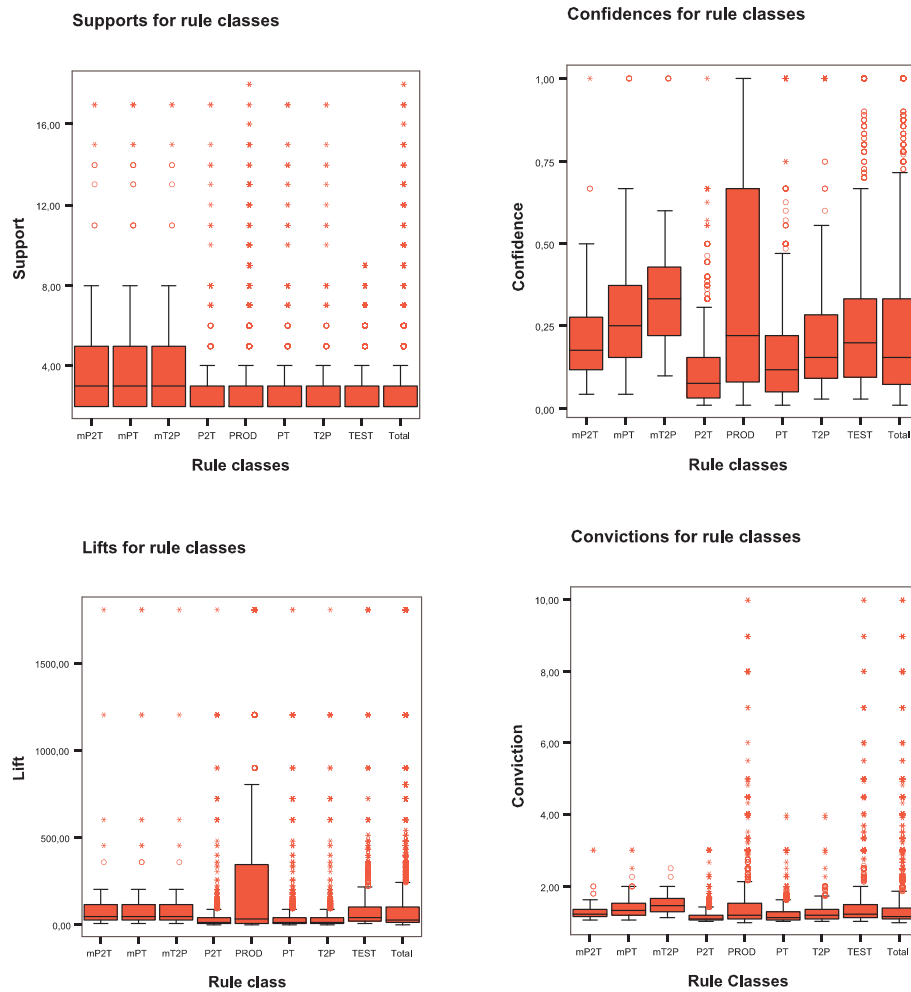 Supports for rule classes
16,00
12,00
8,00
4,00
Support
mP2T mPT mT2P P2T PROD PT T2P TEST Total
Rule classes
Confidences for rule classes
1,00
0,75
0,50
0,25
0,00
Confidence
mP2T mPT mT2P P2T PROD PT T2P TEST Total
Rule classes
Lifts for rule classes
1500,00
1000,00
500,00
0,00
Lift
mP2T mPT mT2P P2T PROD PT T2P TEST Total
Rule class
Convictions for rule classes
10,00
8,00
6,00
4,00
2,00
Conviction
mP2T mPT mT2P P2T PROD PT T2P TEST Total
Rule Classes